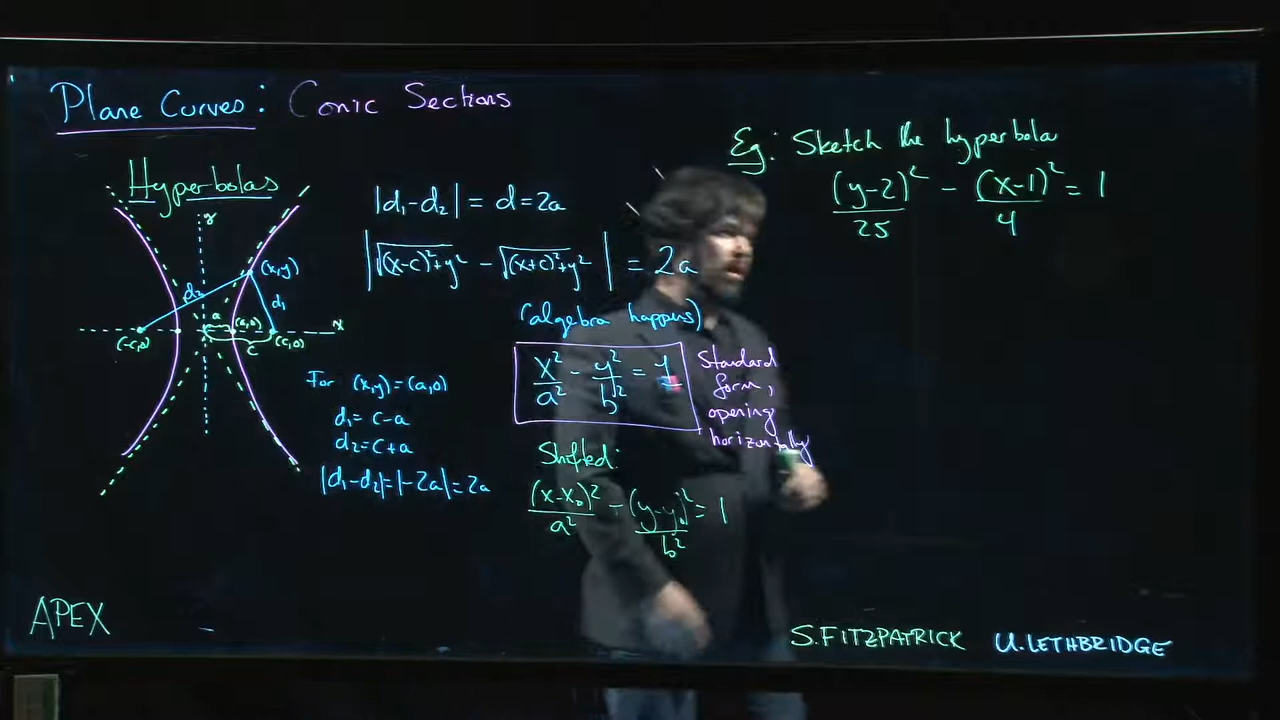 Plane Curves: Conic Sections
Hyperbolas
y
(x,y)
d₂
d₁
a
(a,0)
x
(-c,0)
c
(c,0)
For (x,y)=(a,0)
d₁=c-a
d₂=c+a
|d₁-d₂|=|-2a|=2a
|d₁-d₂|=d=2a
|√(x-c)²+y² - √(x+c)²+y²| = 2a
(algebra happens)
x²/a² - y²/b² = 1
Standard
form,
opening
horizontally
Shifted:
(x-x₀)²/a² - (y-y₀)²/b² = 1
Eg: Sketch the hyperbola
(y-2)²/25 - (x-1)²/4 = 1
APEX
S.FITZPATRICK U.LETHBRIDGE